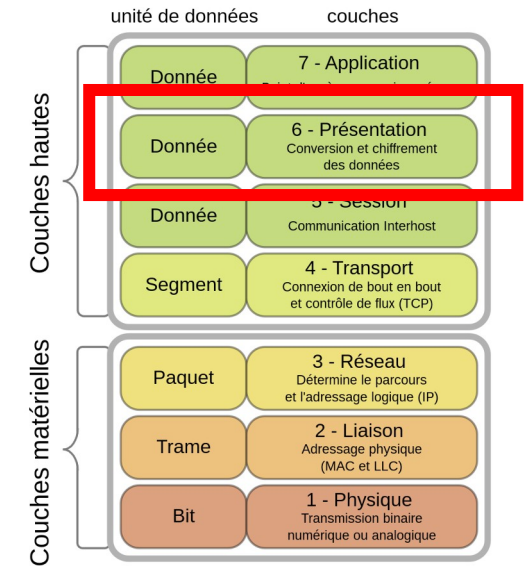 unité de données couches
Couches hautes
Donnée
7 - Application
Donnée
6 - Présentation
Conversion et chiffrement
des données
Donnée
5 - Session
Communication Interhost
Segment
4 - Transport
Connexion de bout en bout
et contrôle de flux (TCP)
Couches matérielles
Paquet
3 - Réseau
Détermine le parcours
et l'adressage logique (IP)
Trame
2 - Liaison
Adressage physique
(MAC et LLC)
Bit
1 - Physique
Transmission binaire
numérique ou analogique